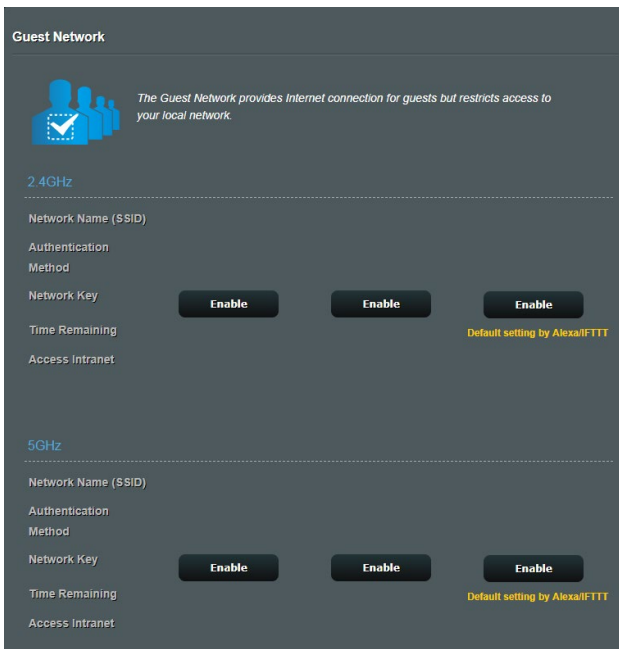 Guest Network
The Guest Network provides Internet connection for guests but restricts access to
your local network.
2.4GHz
Network Name (SSID)
Authentication
Method
Network Key
Enable Enable Enable
Time Remaining
Default setting by Alexa/IFTTT
Access Intranet
5GHz
Network Name (SSID)
Authentication
Method
Network Key
Enable Enable Enable
Time Remaining
Default setting by Alexa/IFTTT
Access Intranet